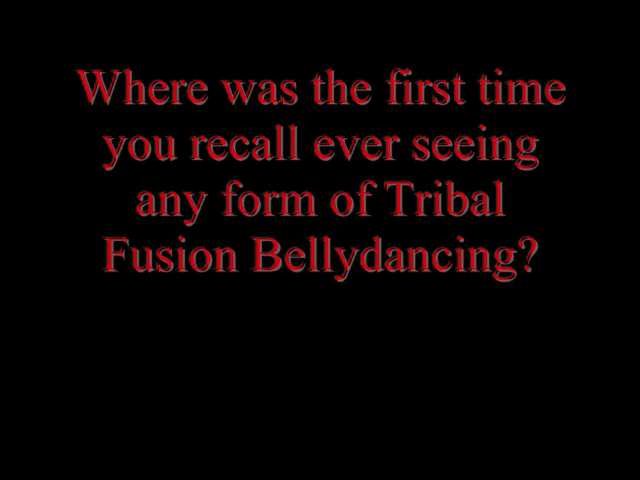 Where was the first time
you recall ever seeing
any form of Tribal
Fusion Bellydancing?